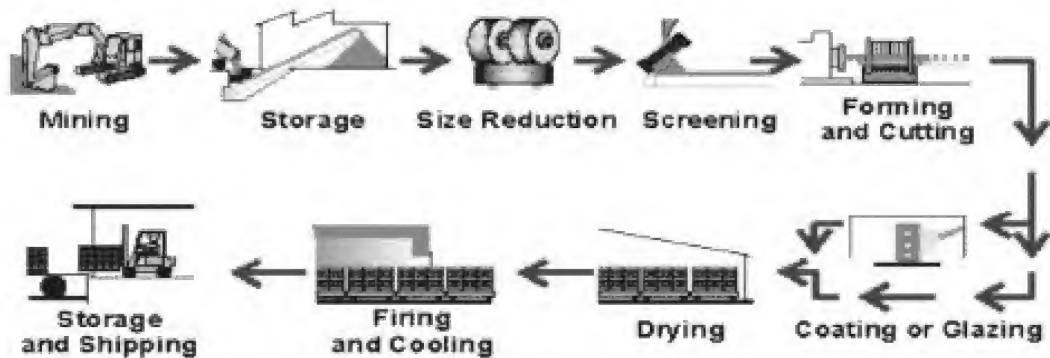 Mining
Storage
Size Reduction
Screening
Forming
and Cutting
Storage
and Shipping
Firing
and Cooling
Drying
Coating or Glazing